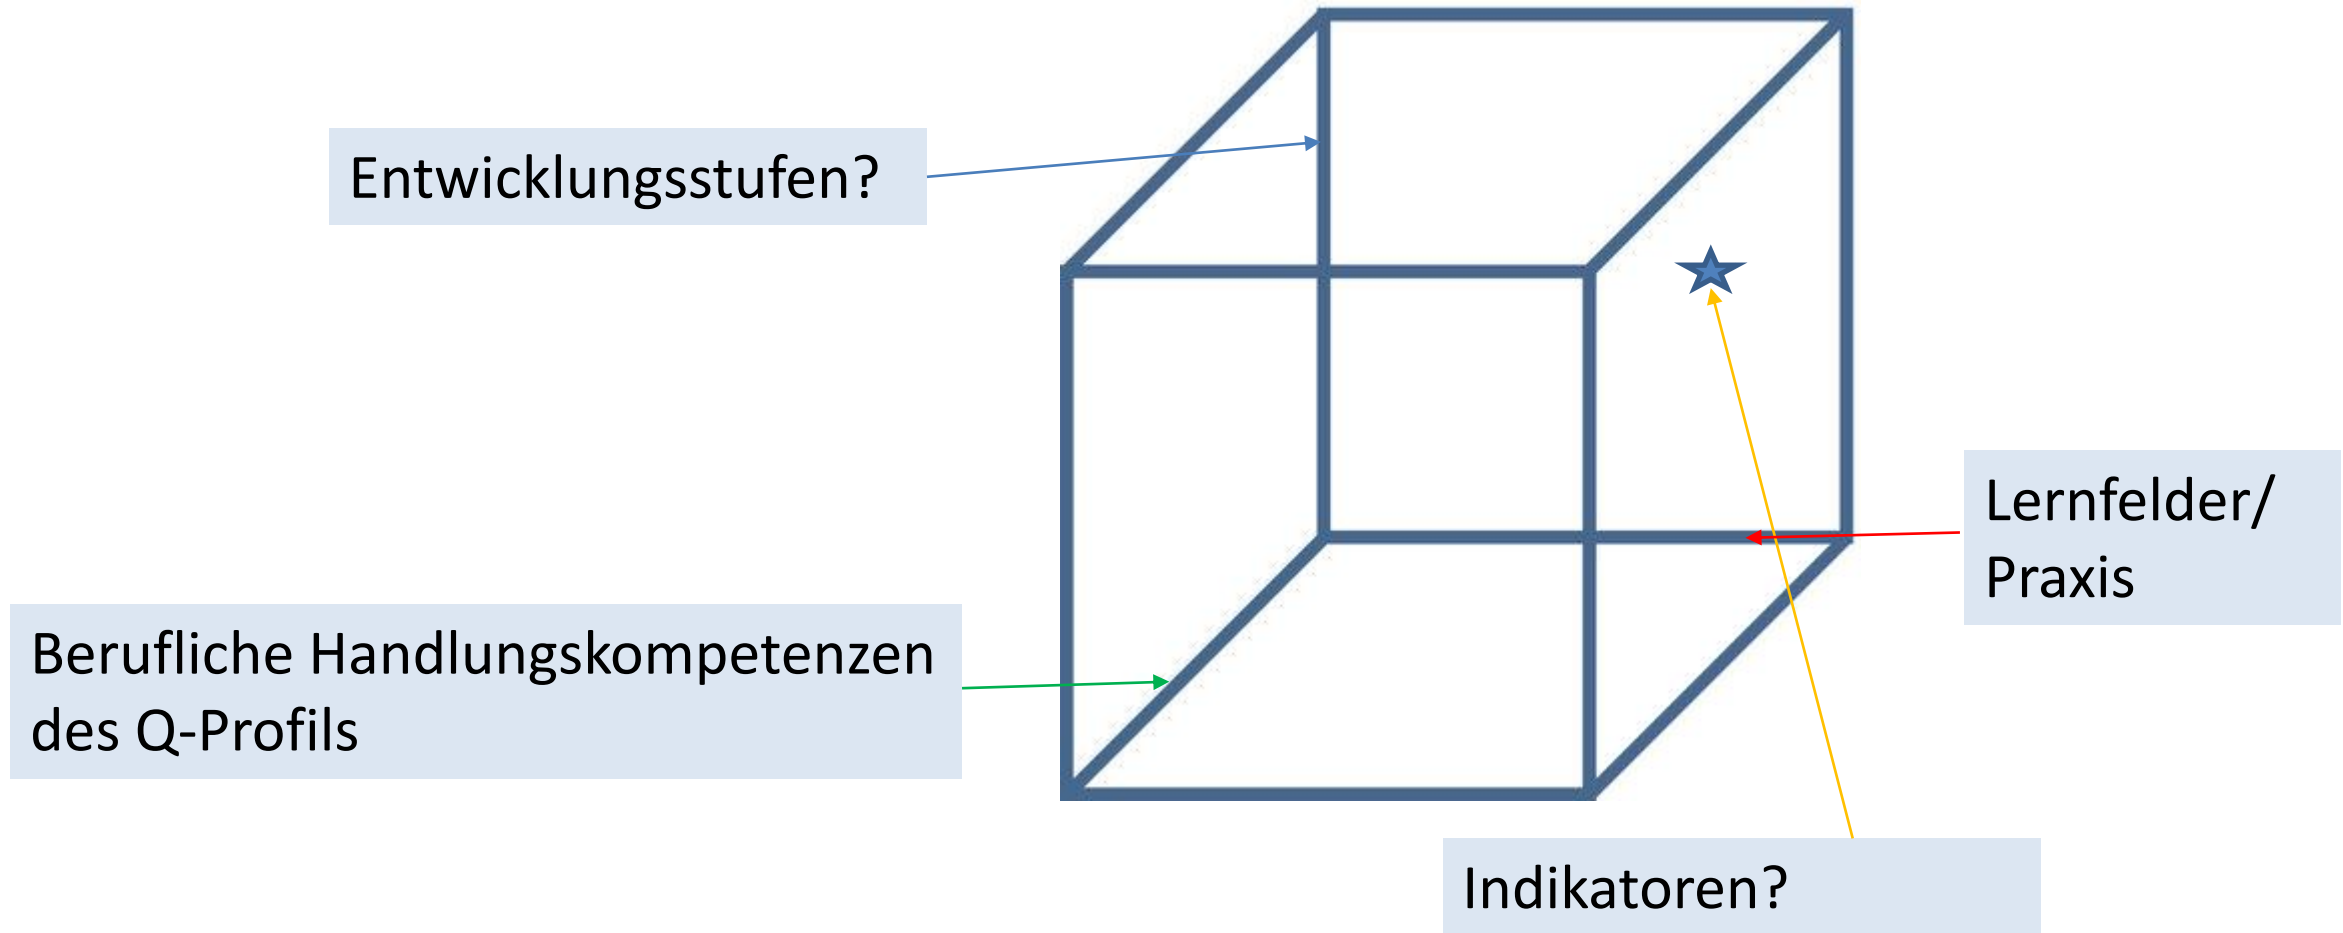 Entwicklungsstufen?
Lernfelder/
Praxis
Berufliche Handlungskompetenzen
des Q-Profils
Indikatoren?